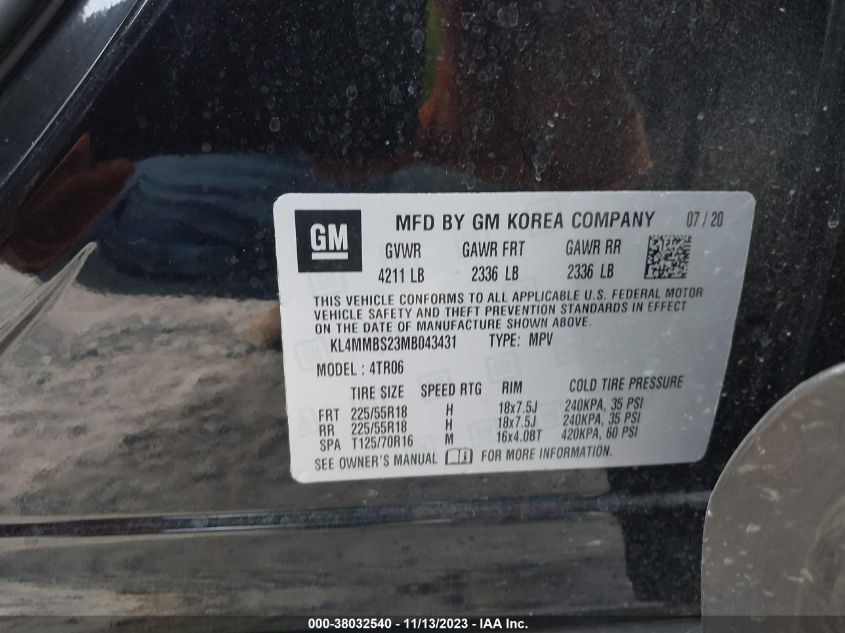 GM MFD BY GM KOREA COMPANY 07/20
GVWR GAWR FRT GAWR RR
4211 LB 2336 LB 2336 LB
THIS VEHICLE CONFORMS TO ALL APPLICABLE U.S. FEDERAL MOTOR
VEHICLE SAFETY AND THEFT PREVENTION STANDARDS IN EFFECT
ON THE DATE OF MANUFACTURE SHOWN ABOVE.
KL4MMBS23MB043431 TYPE: MPV
MODEL: 4TR06
TIRE SIZE SPEED RTG RIM COLD TIRE PRESSURE
FRT 225/55R18 H 18x7.5J 240KPA, 35 PSI
RR 225/55R18 H 18x7.5J 240KPA, 35 PSI
SPA T125/70R16 M 16x4.0BT 420KPA, 60 PSI
SEE OWNER'S MANUAL FOR MORE INFORMATION.
000-38032540 - 11/13/2023 - IAA Inc.